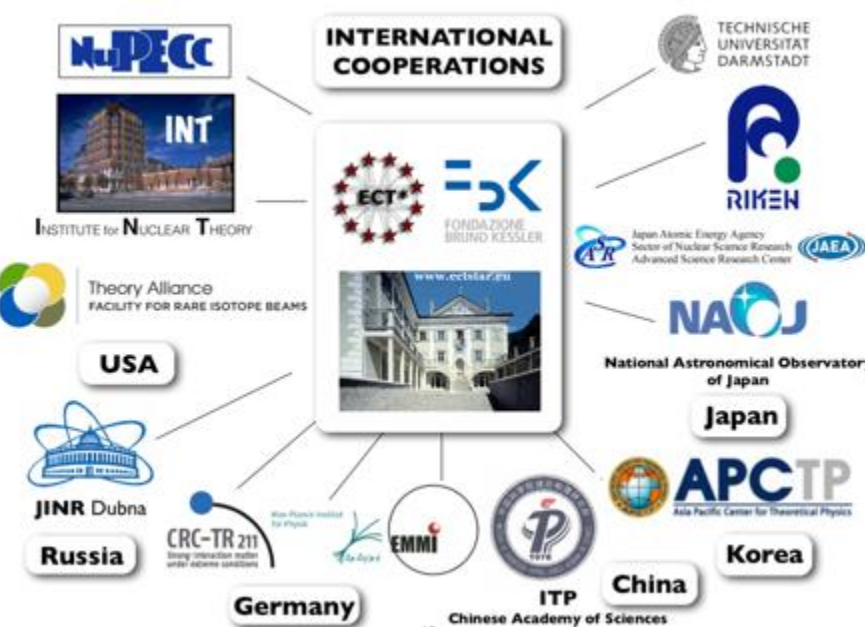 NuPECC
INTERNATIONAL
COOPERATIONS
TECHNISCHE
UNIVERSITÄT
DARMSTADT
INT
INSTITUTE for NUCLEAR THEORY
ECT*
FBK
FONDAZIONE
BRUNO KESSLER
RIKEN
ASR
Japan Atomic Energy Agency
Sector of Nuclear Science Research
Advanced Science Research Center
JAEA
Theory Alliance
FACILITY FOR RARE ISOTOPE BEAMS
www.ectstar.eu
NAOJ
National Astronomical Observatory
of Japan
USA
Japan
JINR Dubna
Russia
CRC-TR 211
Strong-interaction matter
under extreme conditions
Max-Planck-Institut
für Physik
EMMI
1978
ITP
Chinese Academy of Sciences
APCTP
Asia Pacific Center for Theoretical Physics
Korea
China
Germany